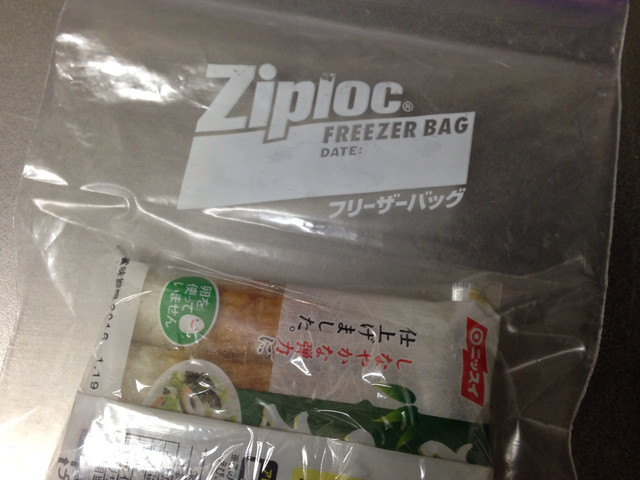 Ziploc®
FREEZER BAG
DATE:
フリーザーバッグ
卵を
使って
いません
しなやかな弾力に
仕上げました。
ニッスイ
1.19